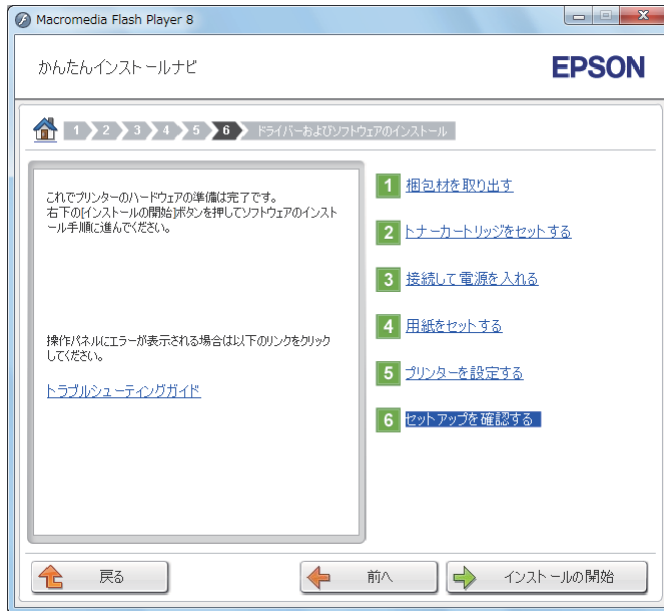 Macromedia Flash Player 8
かんたんインストールナビ
EPSON
1 2 3 4 5 6 ドライバーおよびソフトウェアのインストール
これでプリンターのハードウェアの準備は完了です。
右下の[インストールの開始]ボタンを押してソフトウェアのインスト
ール手順に進んでください。
操作パネルにエラーが表示される場合は以下のリンクをクリック
してください。
トラブルシューティングガイド
1 梱包材を取り出す
2 トナーカートリッジをセットする
3 接続して電源を入れる
4 用紙をセットする
5 プリンターを設定する
6 セットアップを確認する
戻る
前へ
インストールの開始